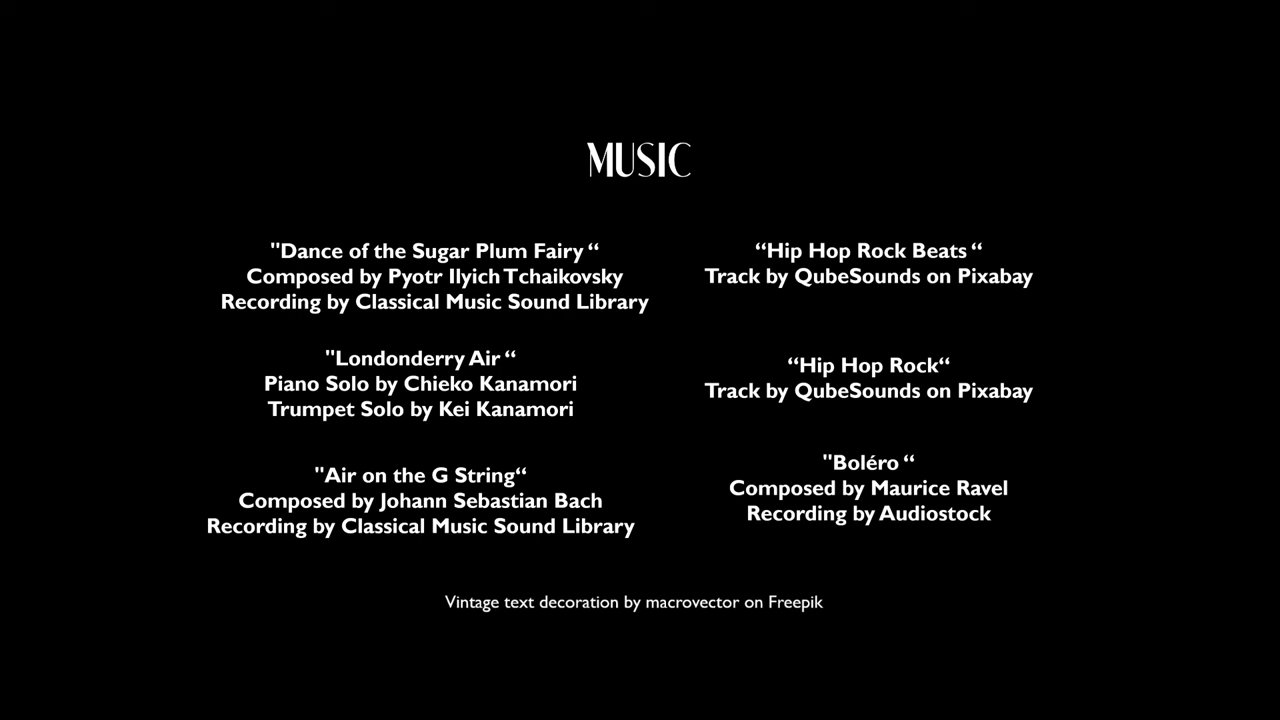 MUSIC
"Dance of the Sugar Plum Fairy “
Composed by Pyotr Ilyich Tchaikovsky
Recording by Classical Music Sound Library
"Londonderry Air “
Piano Solo by Chieko Kanamori
Trumpet Solo by Kei Kanamori
"Air on the G String“
Composed by Johann Sebastian Bach
Recording by Classical Music Sound Library
“Hip Hop Rock Beats “
Track by QubeSounds on Pixabay
“Hip Hop Rock“
Track by QubeSounds on Pixabay
"Boléro “
Composed by Maurice Ravel
Recording by Audiostock
Vintage text decoration by macrovector on Freepik